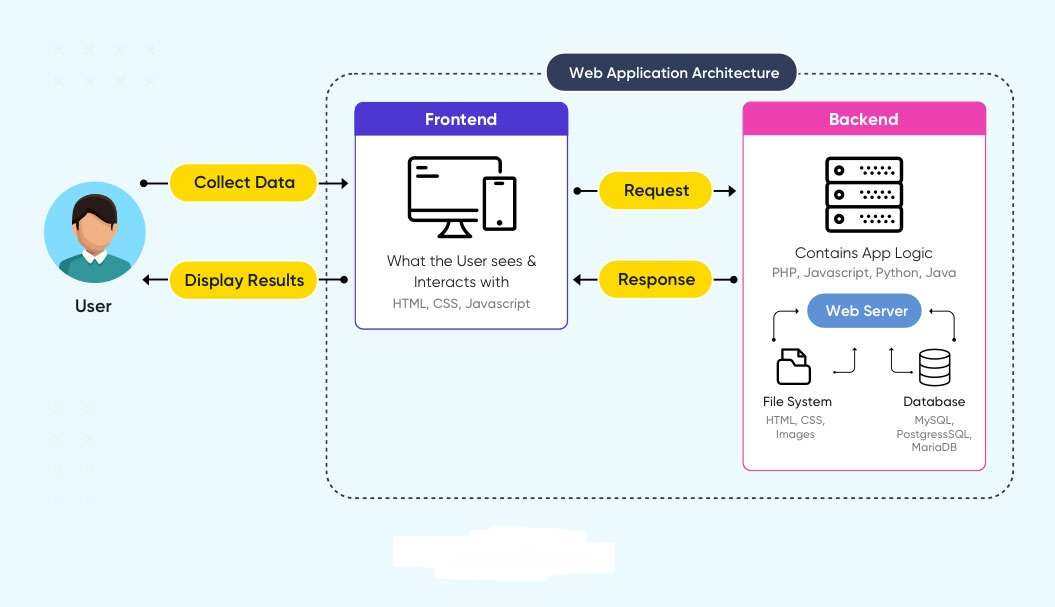 Web Application Architecture
Frontend
Backend
Collect Data
Request
Display Results
Response
User
What the User sees &
Interacts with
HTML, CSS, Javascript
Contains App Logic
PHP, Javascript, Python, Java
Web Server
File System
HTML, CSS,
Images
Database
MySQL,
PostgressSQL,
MariaDB